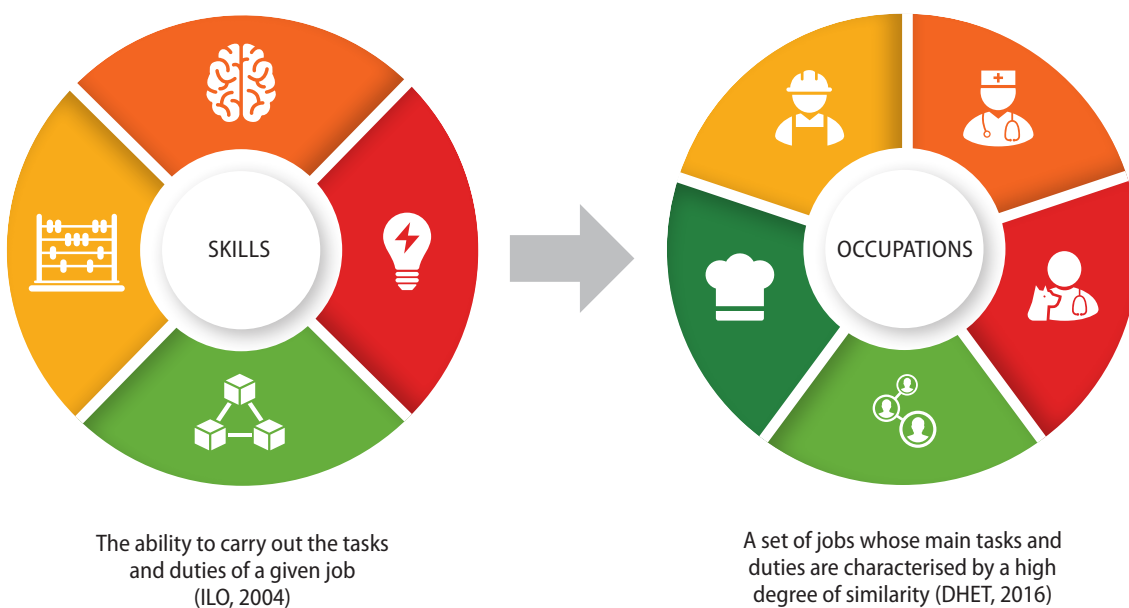 SKILLS
OCCUPATIONS
The ability to carry out the tasks
and duties of a given job
(ILO, 2004)
A set of jobs whose main tasks and
duties are characterised by a high
degree of similarity (DHET, 2016)